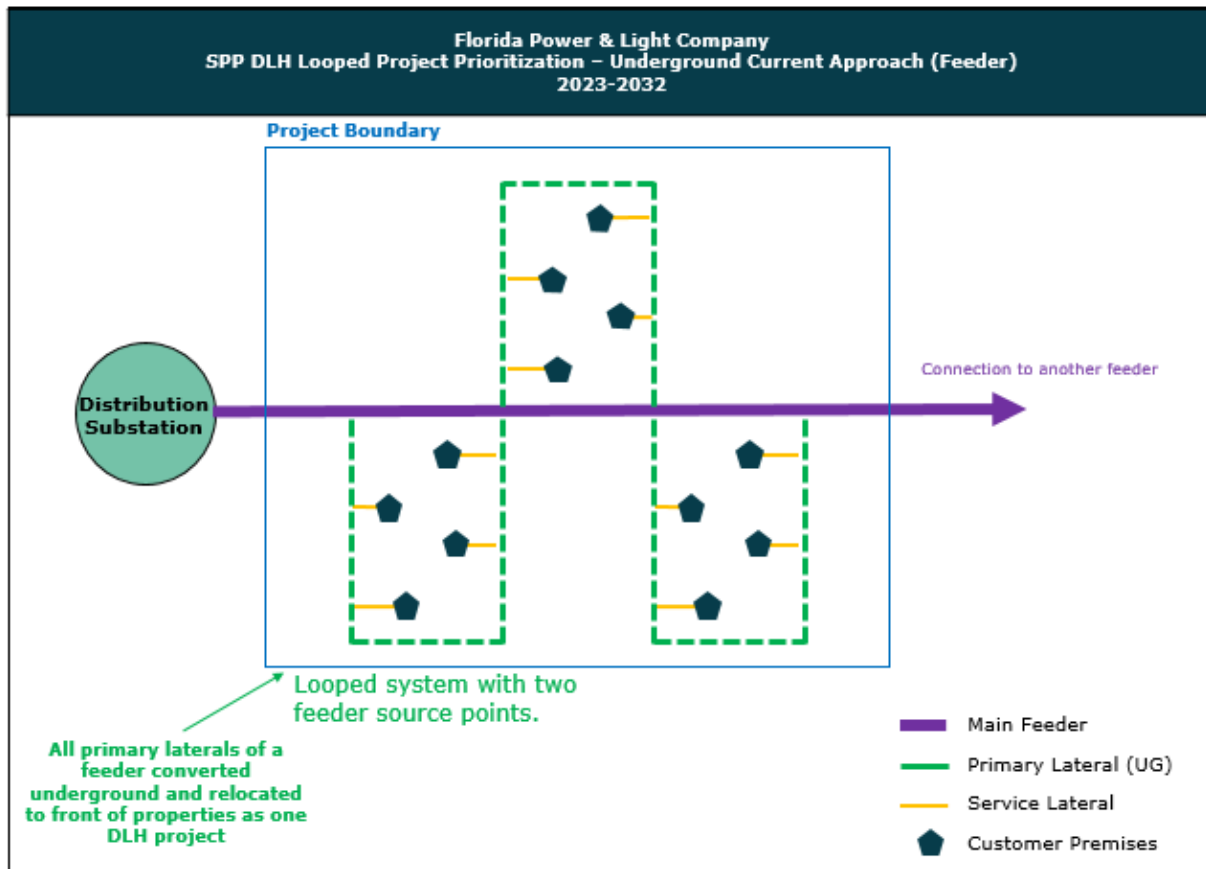 Florida Power & Light Company
SPP DLH Looped Project Prioritization – Underground Current Approach (Feeder)
2023-2032
Project Boundary
Connection to another feeder
Distribution
Substation
Looped system with two
feeder source points.
All primary laterals of a
feeder converted
underground and relocated
to front of properties as one
DLH project
Main Feeder
Primary Lateral (UG)
Service Lateral
Customer Premises